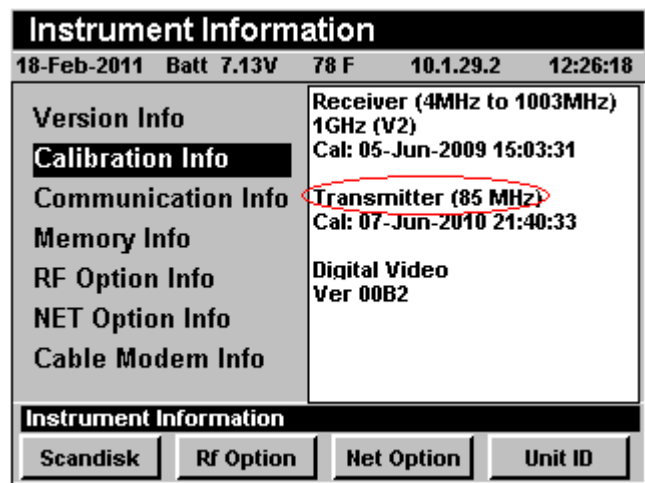 Instrument Information
18-Feb-2011 Batt 7.13V 78 F 10.1.29.2 12:26:18
Version Info
Calibration Info
Communication Info
Memory Info
RF Option Info
NET Option Info
Cable Modem Info
Receiver (4MHz to 1003MHz)
1GHz (V2)
Cal: 05-Jun-2009 15:03:31
Transmitter (85 MHz)
Cal: 07-Jun-2010 21:40:33
Digital Video
Ver 00B2
Instrument Information
Scandisk Rf Option Net Option Unit ID